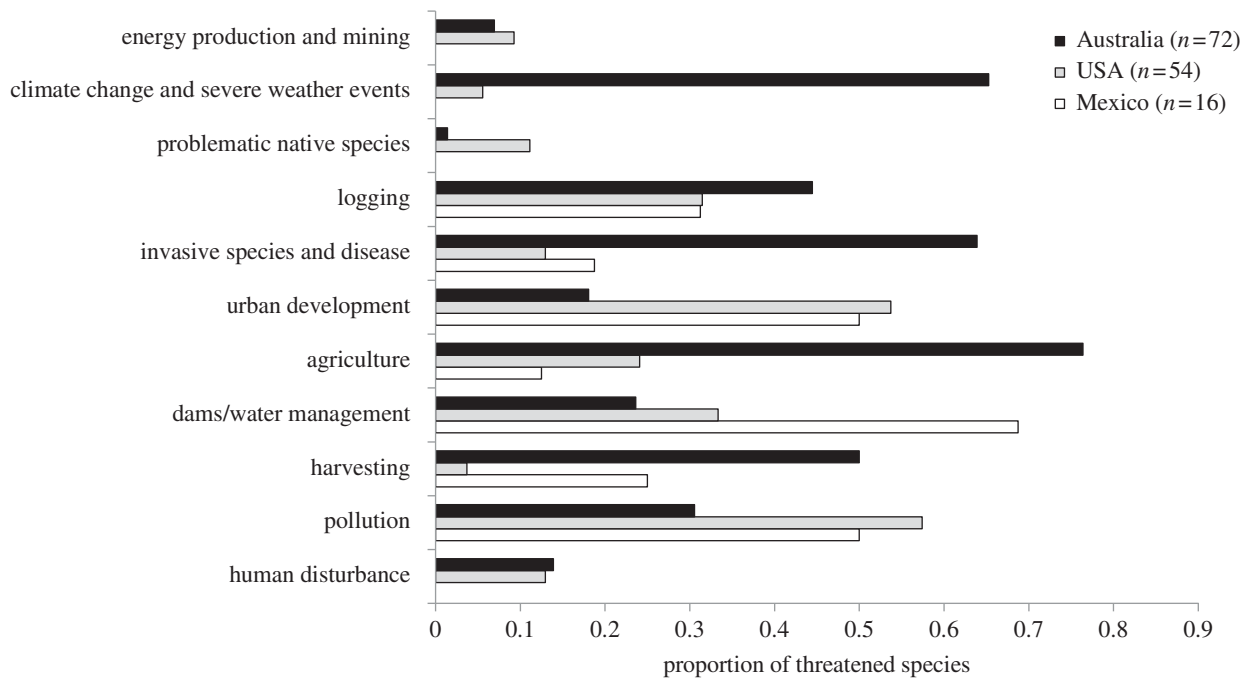 energy production and mining
climate change and severe weather events
problematic native species
logging
invasive species and disease
urban development
agriculture
dams/water management
harvesting
pollution
human disturbance
Australia (n=72)
USA (n=54)
Mexico (n=16)
0 0.1 0.2 0.3 0.4 0.5 0.6 0.7 0.8 0.9
proportion of threatened species